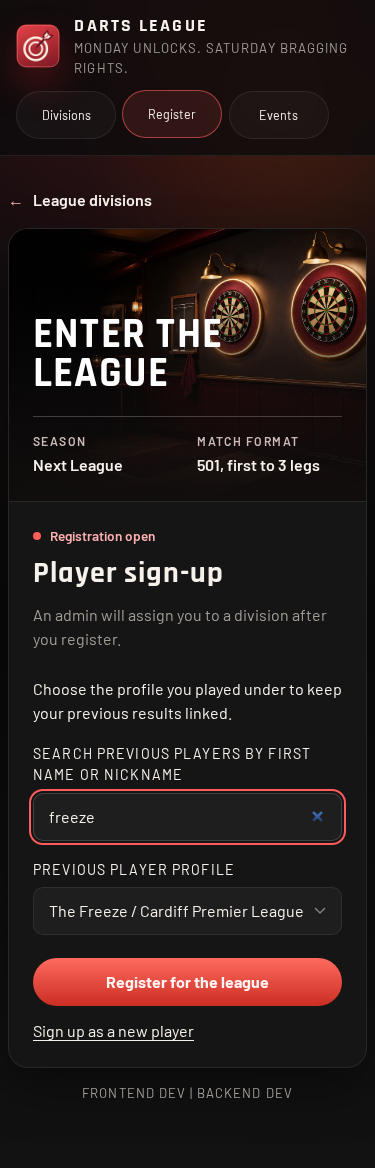 DARTS LEAGUE
MONDAY UNLOCKS. SATURDAY BRAGGING
RIGHTS.
Divisions
Register
Events
← League divisions
ENTER THE
LEAGUE
SEASON
MATCH FORMAT
Next League
501, first to 3 legs
Registration open
Player sign-up
An admin will assign you to a division after
you register.
Choose the profile you played under to keep
your previous results linked.
SEARCH PREVIOUS PLAYERS BY FIRST
NAME OR NICKNAME
freeze
PREVIOUS PLAYER PROFILE
The Freeze / Cardiff Premier League
Register for the league
Sign up as a new player
FRONTEND DEV | BACKEND DEV